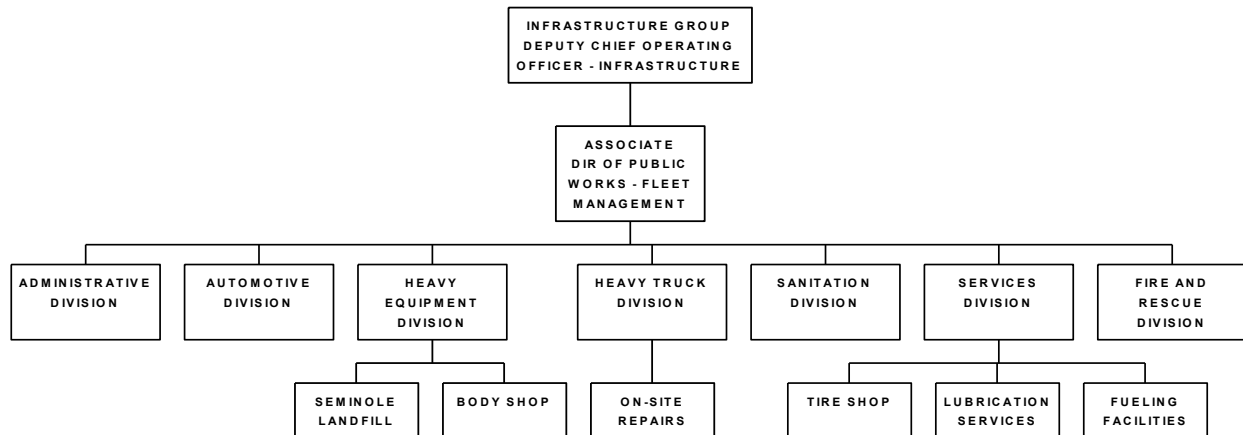 INFRASTRUCTURE GROUP
DEPUTY CHIEF OPERATING
OFFICER - INFRASTRUCTURE
ASSOCIATE
DIR OF PUBLIC
WORKS - FLEET
MANAGEMENT
ADMINISTRATIVE
DIVISION
AUTOMOTIVE
DIVISION
HEAVY
EQUIPMENT
DIVISION
HEAVY TRUCK
DIVISION
SANITATION
DIVISION
SERVICES
DIVISION
FIRE AND
RESCUE
DIVISION
SEMINOLE
LANDFILL
BODY SHOP
ON-SITE
REPAIRS
TIRE SHOP
LUBRICATION
SERVICES
FUELING
FACILITIES